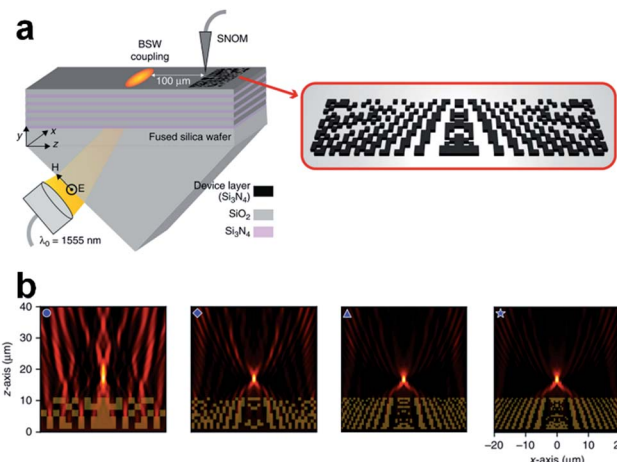 a
SNOM
BSW
coupling
100 μm
y
x
z
Fused silica wafer
H
E
Device layer
(Si3N4)
SiO2
Si3N4
λ0 = 1555 nm
b
40
30
20
10
0
z-axis (μm)
−20 −10 0 10 20
x-axis (μm)